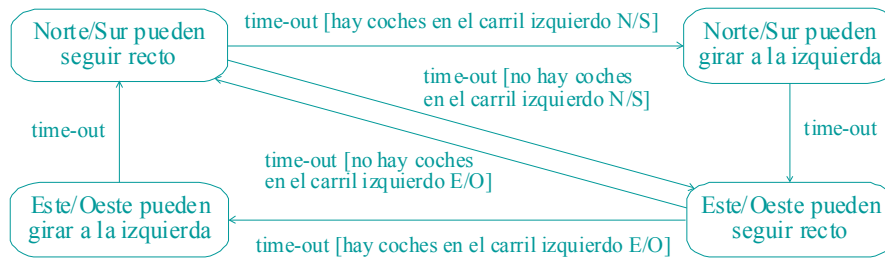 Norte/Sur pueden
seguir recto
time-out [hay coches en el carril izquierdo N/S]
Norte/Sur pueden
girar a la izquierda
time-out [no hay coches
en el carril izquierdo N/S]
time-out
time-out
time-out [no hay coches
en el carril izquierdo E/O]
Este/Oeste pueden
girar a la izquierda
Este/Oeste pueden
seguir recto
time-out [hay coches en el carril izquierdo E/O]